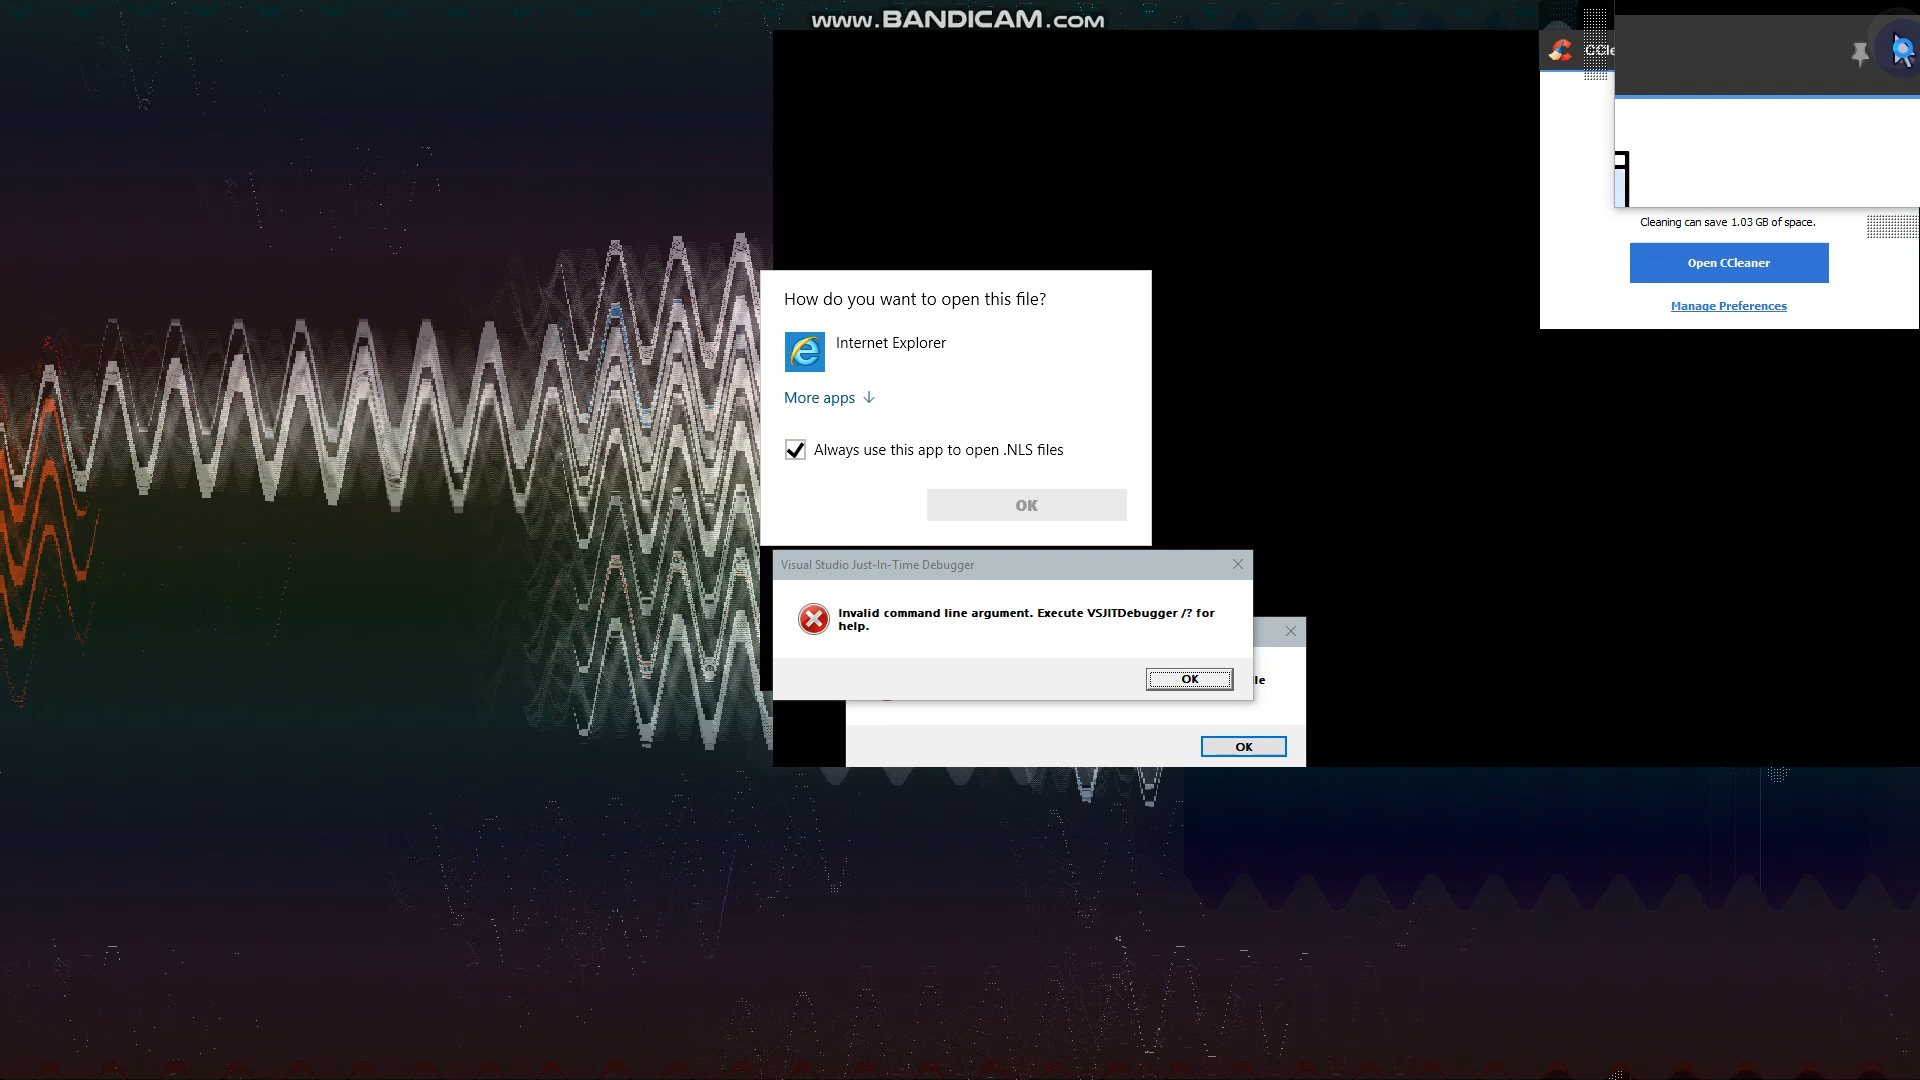 www.BANDICAM.com
CCle
Cleaning can save 1.03 GB of space.
Open CCleaner
Manage Preferences
How do you want to open this file?
Internet Explorer
More apps
Always use this app to open .NLS files
OK
Visual Studio Just-In-Time Debugger
Invalid command line argument. Execute VSJITDebugger /? for
help.
OK
le
OK